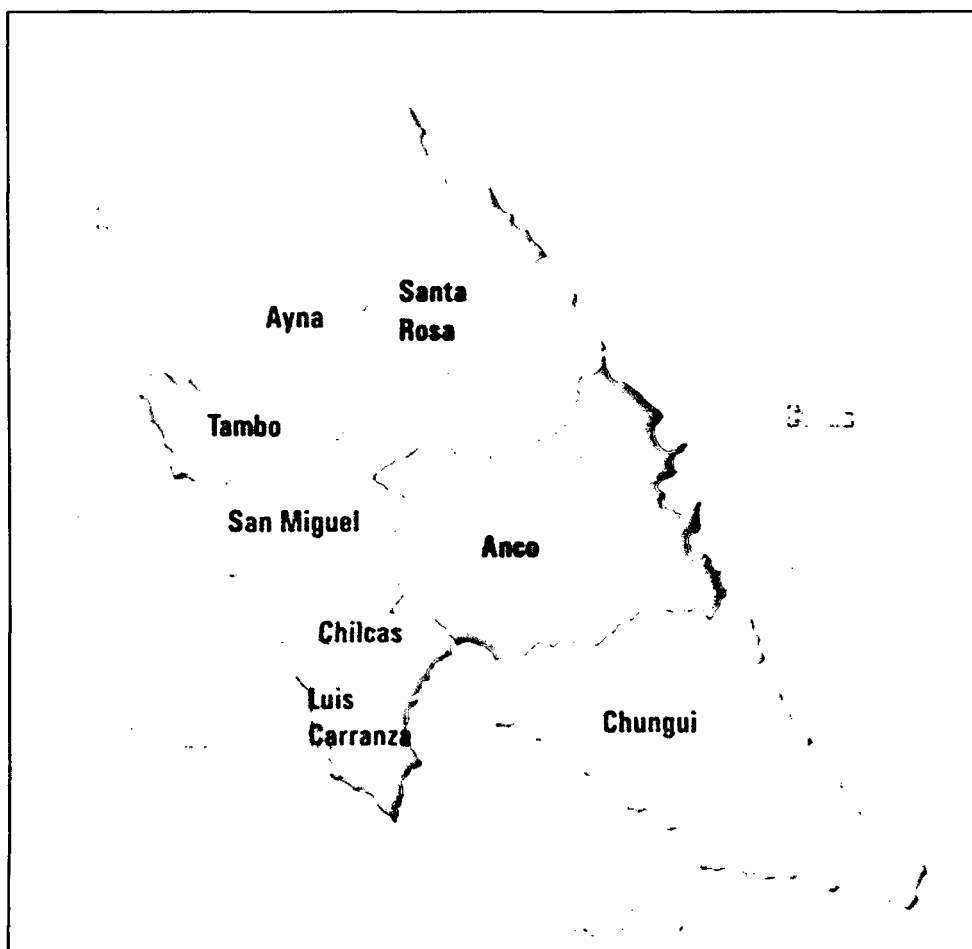 Santa
Rosa
Ayna
Tambo
San Miguel
Anco
Chilcas
Luis
Carranza
Chungui